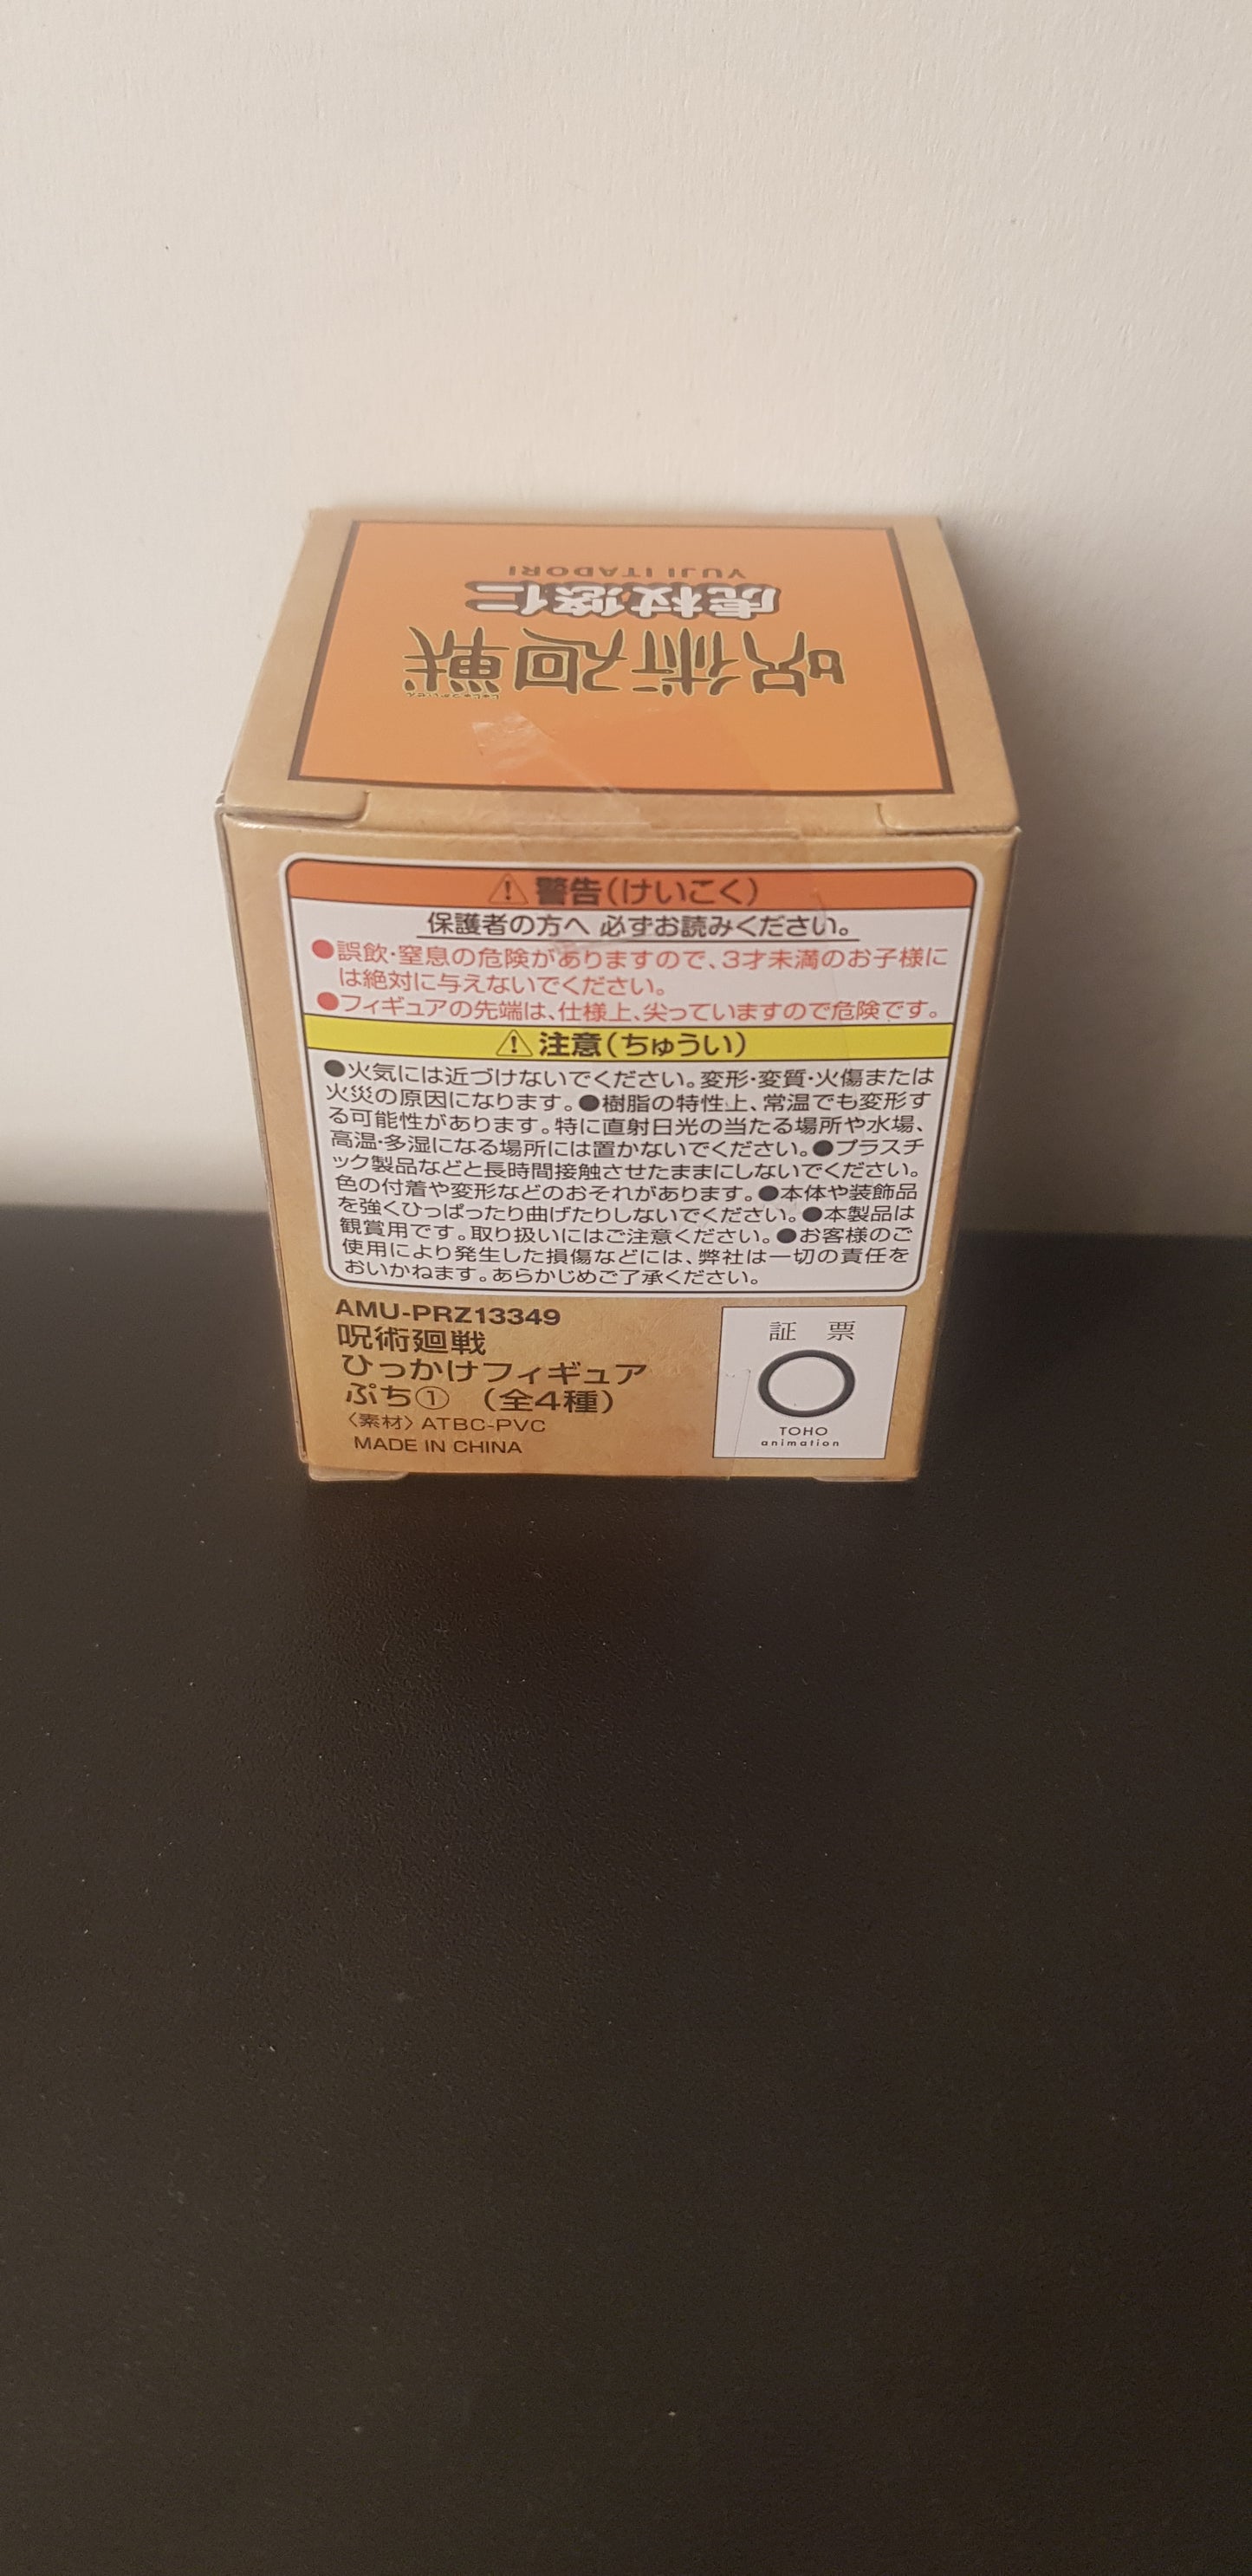 YUJI ITADORI
虎杖悠仁
呪術廻戦
じゅじゅつかいせん
⚠警告(けいこく)
保護者の方へ 必ずお読みください。
●誤飲・窒息の危険がありますので、3才未満のお子様に
は絶対に与えないでください。
●フィギュアの先端は、仕様上、尖っていますので危険です。
⚠注意(ちゅうい)
●火気には近づけないでください。変形・変質・火傷または
火災の原因になります。●樹脂の特性上、常温でも変形す
る可能性があります。特に直射日光の当たる場所や水場、
高温・多湿になる場所には置かないでください。●プラスチ
ック製品などと長時間接触させたままにしないでください。
色の付着や変形などのおそれがあります。●本体や装飾品
を強くひっぱったり曲げたりしないでください。●本製品は
観賞用です。取り扱いにはご注意ください。●お客様のご
使用により発生した損傷などには、弊社は一切の責任を
おいかねます。あらかじめご了承ください。
AMU-PRZ13349
呪術廻戦
ひっかけフィギュア
ぷち① (全4種)
〈素材〉ATBC-PVC
MADE IN CHINA
証 票
TOHO
animation